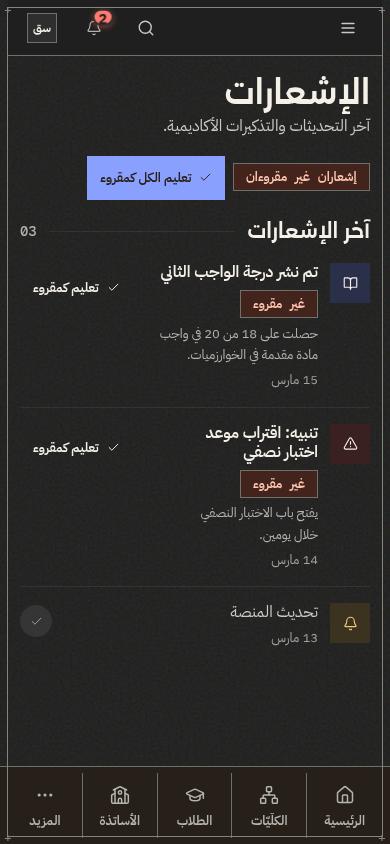 2
سق
الإشعارات
آخر التحديثات والتذكيرات الأكاديمية.
إشعاران غير مقروءان
تعليم الكل كمقروء
آخر الإشعارات
03
تم نشر درجة الواجب الثاني
تعليم كمقروء
غير مقروء
حصلت على 18 من 20 في واجب
مادة مقدمة في الخوارزميات.
15 مارس
تنبيه: اقتراب موعد
اختبار نصفي
تعليم كمقروء
غير مقروء
يفتح باب الاختبار النصفي
خلال يومين.
14 مارس
تحديث المنصة
13 مارس
الرئيسية
الكليّات
الطلاب
الأساتذة
المزيد